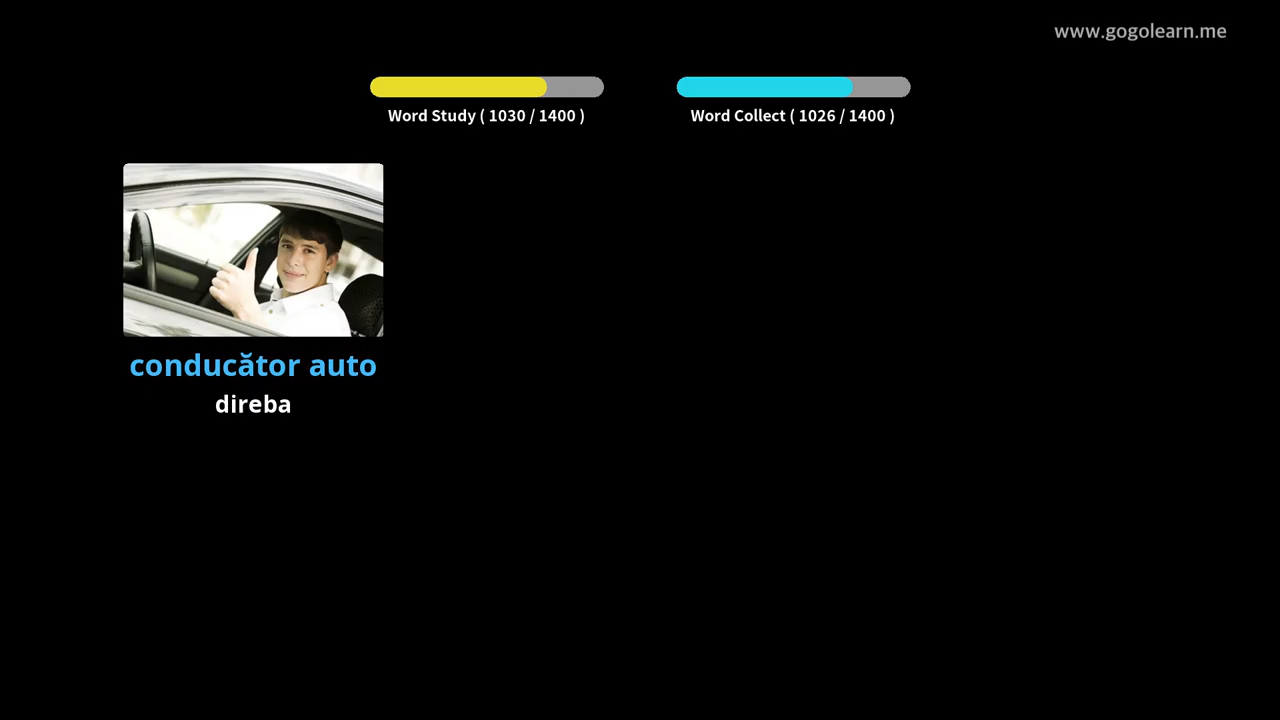 www.gogolearn.me
Word Study ( 1030 / 1400 )
Word Collect ( 1026 / 1400 )
conducător auto
direba